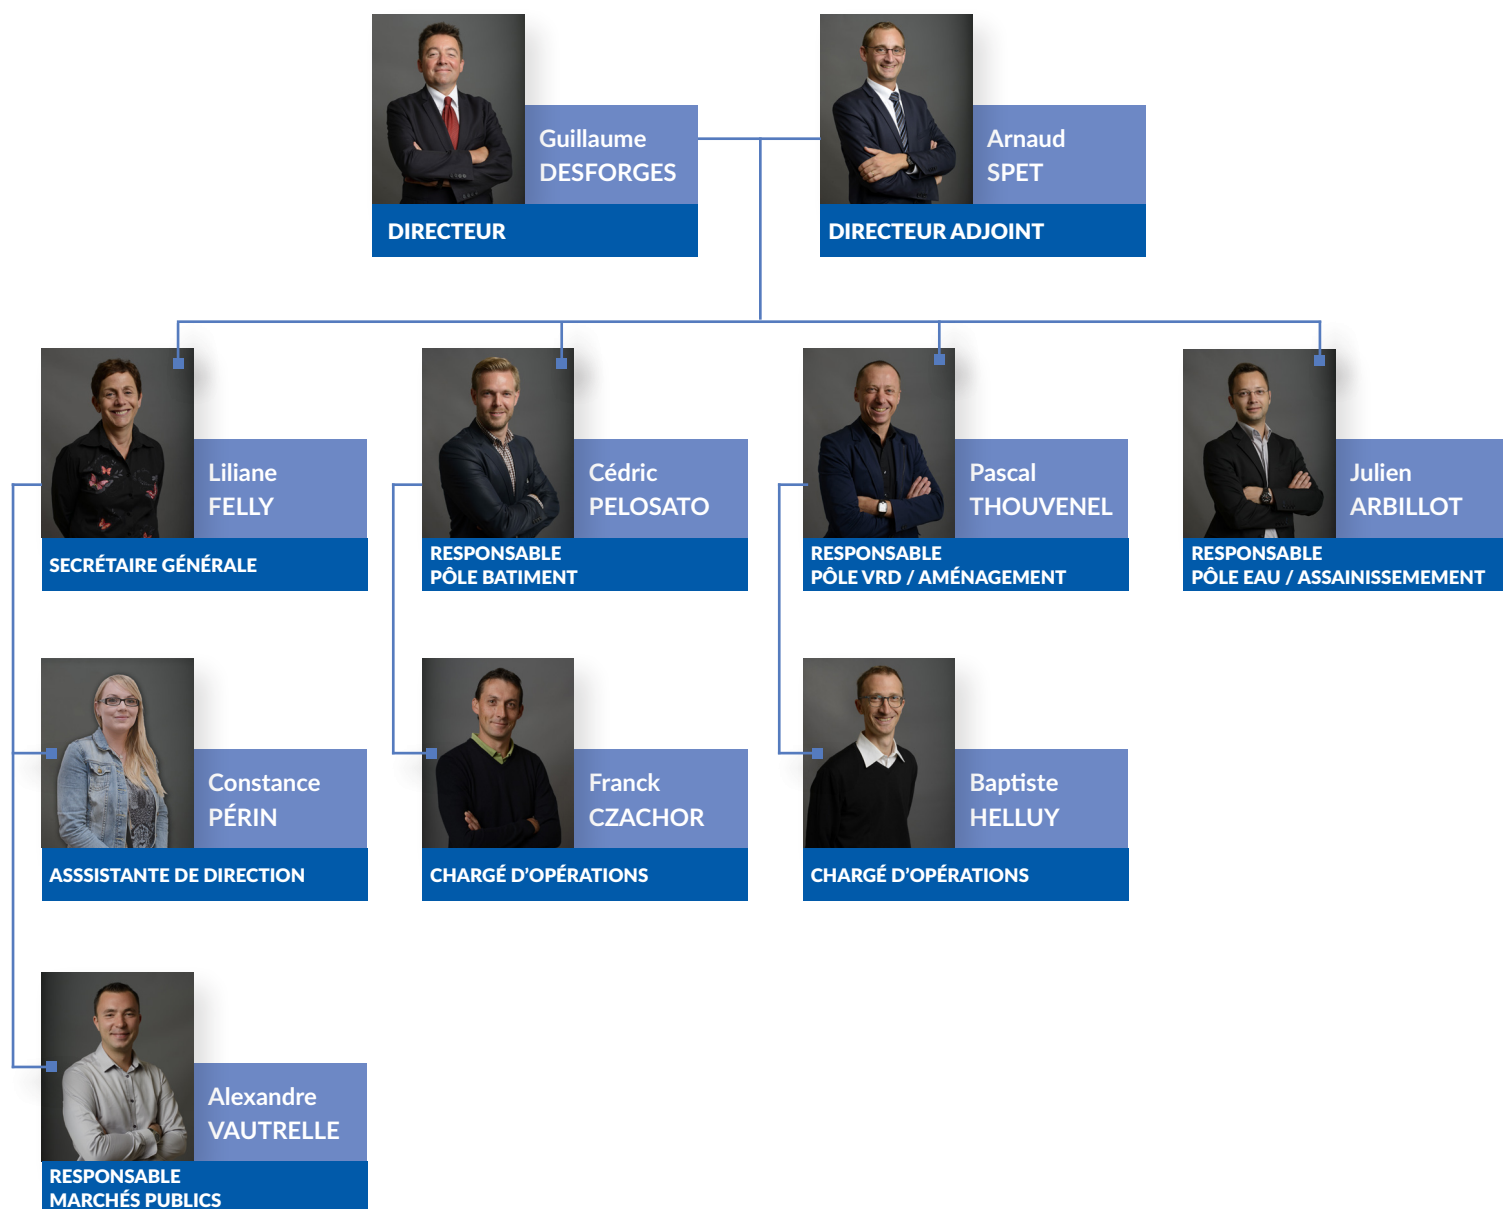 Guillaume
DESFORGES
DIRECTEUR
Arnaud
SPET
DIRECTEUR ADJOINT
Liliane
FELLY
SECRÉTAIRE GÉNÉRALE
Cédric
PELOSATO
RESPONSABLE
PÔLE BATIMENT
Pascal
THOUVENEL
RESPONSABLE
PÔLE VRD / AMÉNAGEMENT
Julien
ARBILLOT
RESPONSABLE
PÔLE EAU / ASSAINISSEMEMENT
Constance
PÉRIN
ASSSISTANTE DE DIRECTION
Franck
CZACHOR
CHARGÉ D’OPÉRATIONS
Baptiste
HELLUY
CHARGÉ D’OPÉRATIONS
Alexandre
VAUTRELLE
RESPONSABLE
MARCHÉS PUBLICS